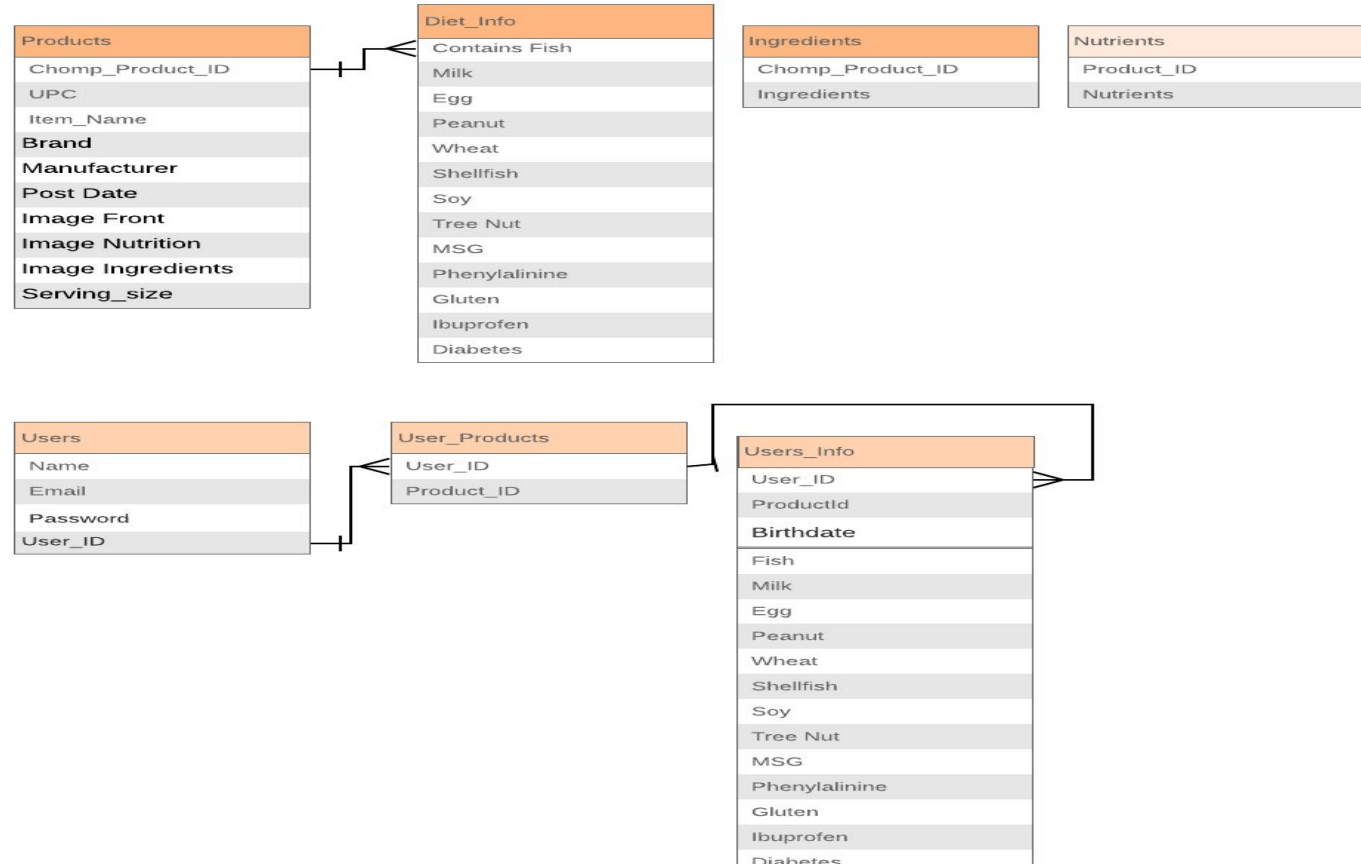 Products
Chomp_Product_ID
UPC
Item_Name
Brand
Manufacturer
Post Date
Image Front
Image Nutrition
Image Ingredients
Serving_size
Diet_Info
Contains Fish
Milk
Egg
Peanut
Wheat
Shellfish
Soy
Tree Nut
MSG
Phenylalinine
Gluten
Ibuprofen
Diabetes
Ingredients
Chomp_Product_ID
Ingredients
Nutrients
Product_ID
Nutrients
Users
Name
Email
Password
User_ID
User_Products
User_ID
Product_ID
Users_Info
User_ID
ProductId
Birthdate
Fish
Milk
Egg
Peanut
Wheat
Shellfish
Soy
Tree Nut
MSG
Phenylalinine
Gluten
Ibuprofen
Diabetes